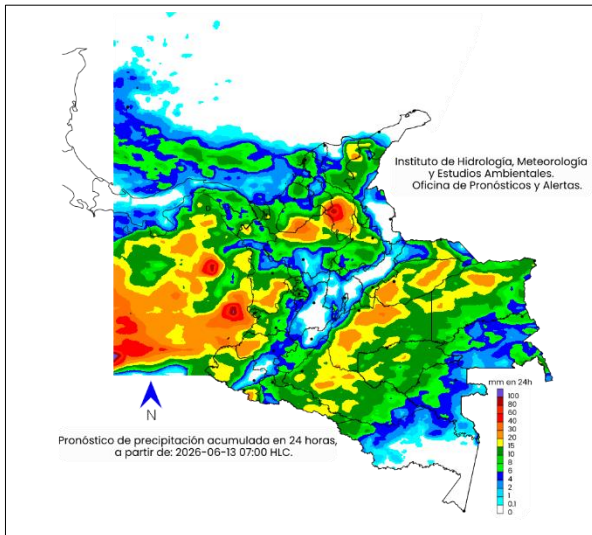 Instituto de Hidrología, Meteorología
y Estudios Ambientales.
Oficina de Pronósticos y Alertas.
mm en 24h
100
80
60
40
30
20
15
10
8
6
4
2
1
0.1
0
N
Pronóstico de precipitación acumulada en 24 horas,
a partir de: 2026-06-13 07:00 HLC.